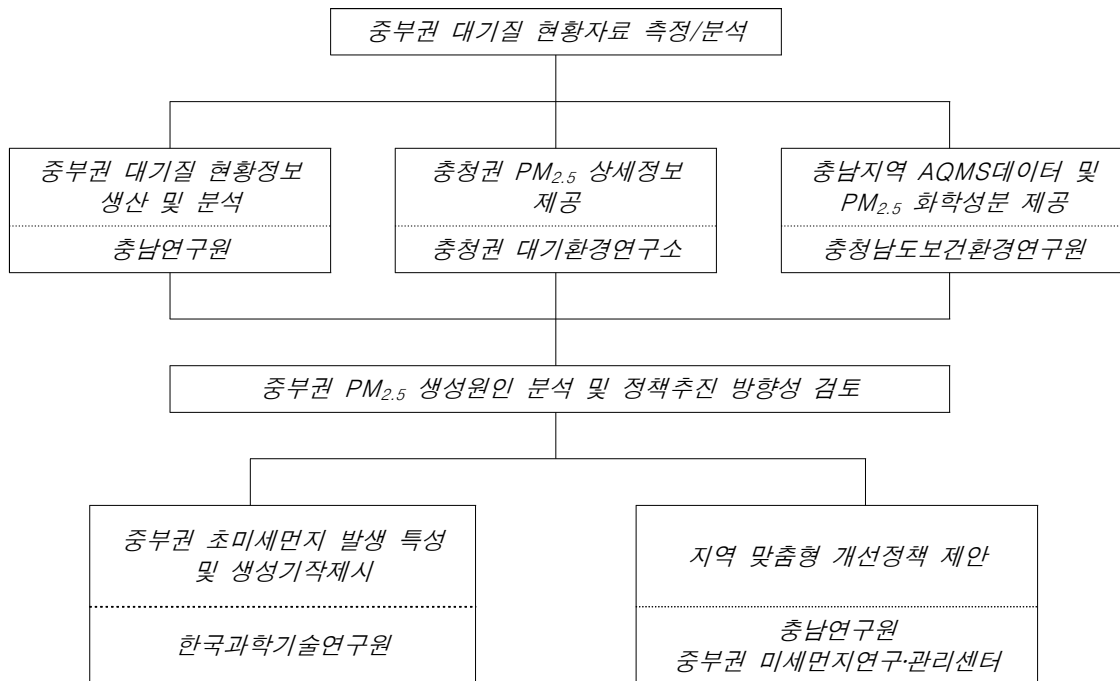 중부권 대기질 현황자료 측정/분석
중부권 대기질 현황정보
생산 및 분석
충남연구원
충청권 PM2.5 상세정보
제공
충청권 대기환경연구소
충남지역 AQMS데이터 및
PM2.5 화학성분 제공
충청남도보건환경연구원
중부권 PM2.5 생성원인 분석 및 정책추진 방향성 검토
중부권 초미세먼지 발생 특성
및 생성기작제시
한국과학기술연구원
지역 맞춤형 개선정책 제안
충남연구원
중부권 미세먼지연구·관리센터